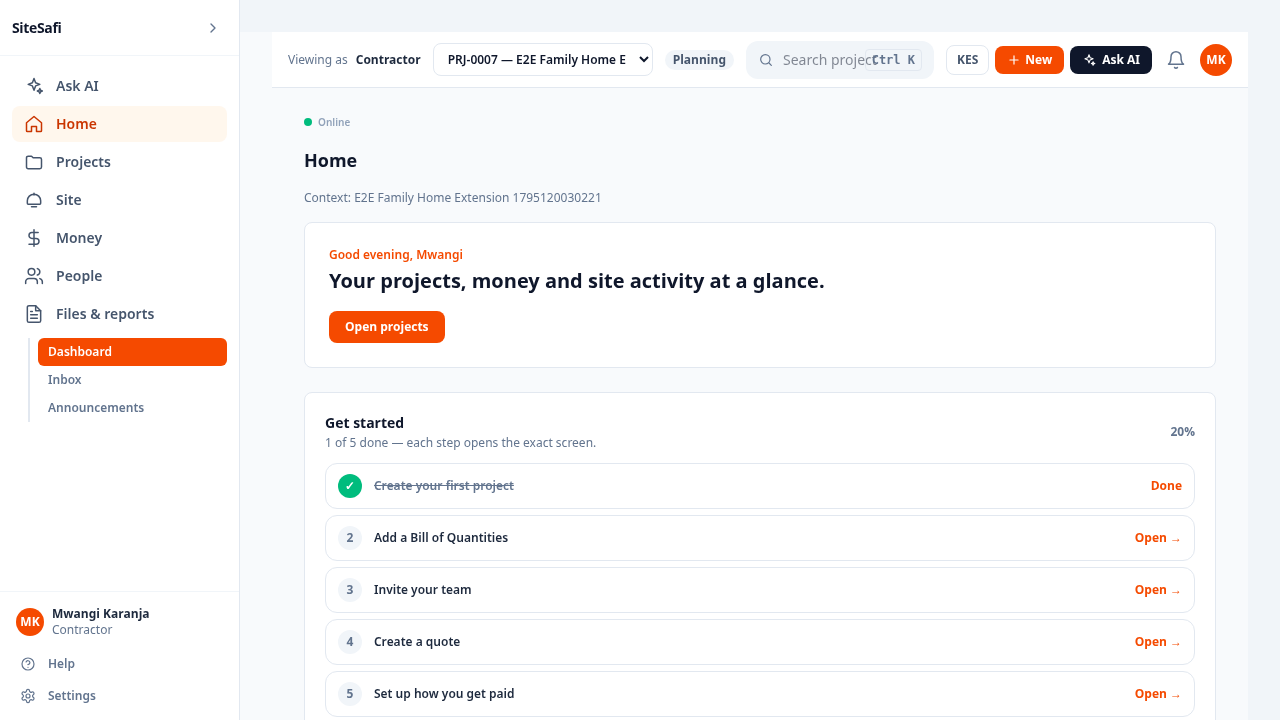 SiteSafi
Ask AI
Home
Projects
Site
Money
People
Files & reports
Dashboard
Inbox
Announcements
MK
Mwangi Karanja
Contractor
Help
Settings
Viewing as Contractor
PRJ-0007 — E2E Family Home E
Planning
Search project
Ctrl K
KES
New
Ask AI
MK
Online
Home
Context: E2E Family Home Extension 1795120030221
Good evening, Mwangi
Your projects, money and site activity at a glance.
Open projects
Get started
1 of 5 done — each step opens the exact screen.
20%
✓ Create your first project Done
2 Add a Bill of Quantities Open →
3 Invite your team Open →
4 Create a quote Open →
5 Set up how you get paid Open →